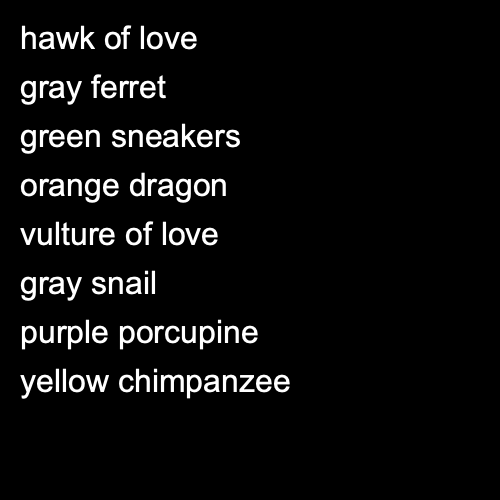 hawk of love
gray ferret
green sneakers
orange dragon
vulture of love
gray snail
purple porcupine
yellow chimpanzee